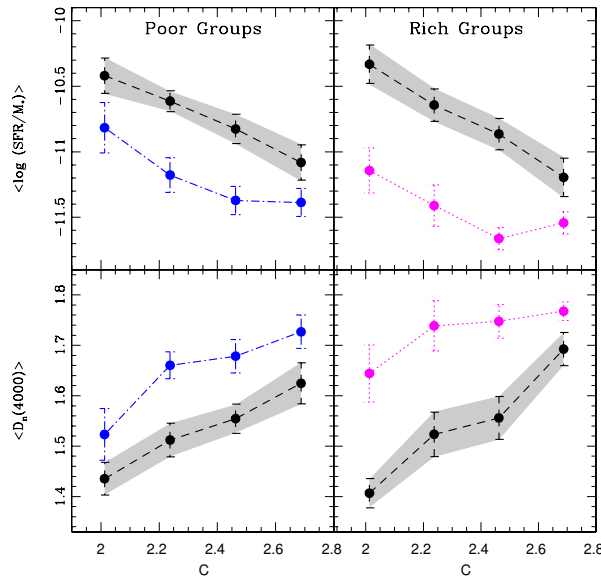 Poor Groups
Rich Groups
<log (SFR/M*)>
−10
−10.5
−11
−11.5
<Dn(4000)>
1.8
1.7
1.6
1.5
1.4
2 2.2 2.4 2.6
2 2.2 2.4 2.6 2.8
C
C